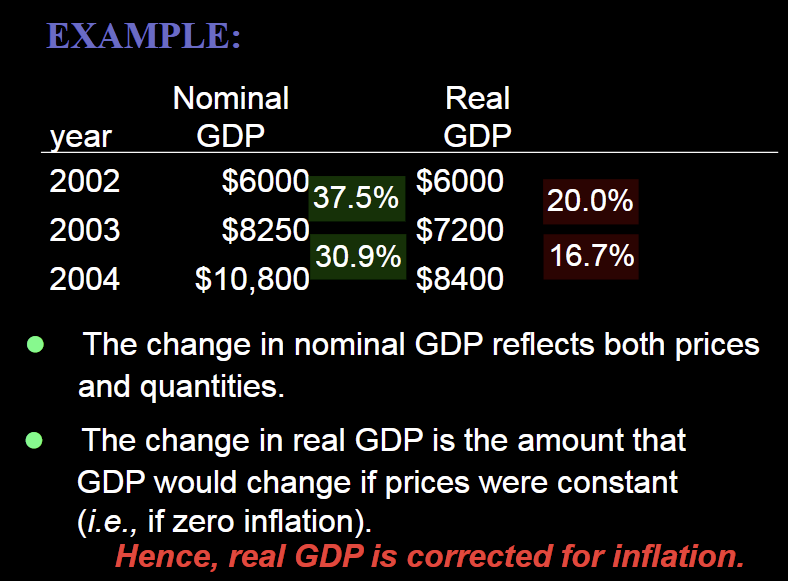 EXAMPLE:
Nominal Real
year GDP GDP
2002 $6000 $6000
37.5% 20.0%
2003 $8250 $7200
30.9% 16.7%
2004 $10,800 $8400
The change in nominal GDP reflects both prices
and quantities.
The change in real GDP is the amount that
GDP would change if prices were constant
(i.e., if zero inflation).
Hence, real GDP is corrected for inflation.